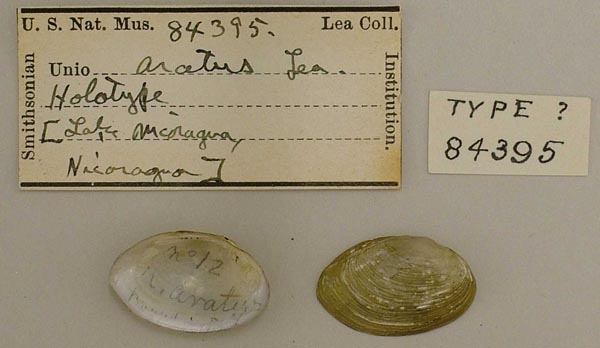 U. S. Nat. Mus. 84395. Lea Coll.
Smithsonian
Unio aratus Lea.
Holotype
[Lake Nicaragua,
Nicaragua]
Institution.
TYPE ?
84395
No 12
U. aratus